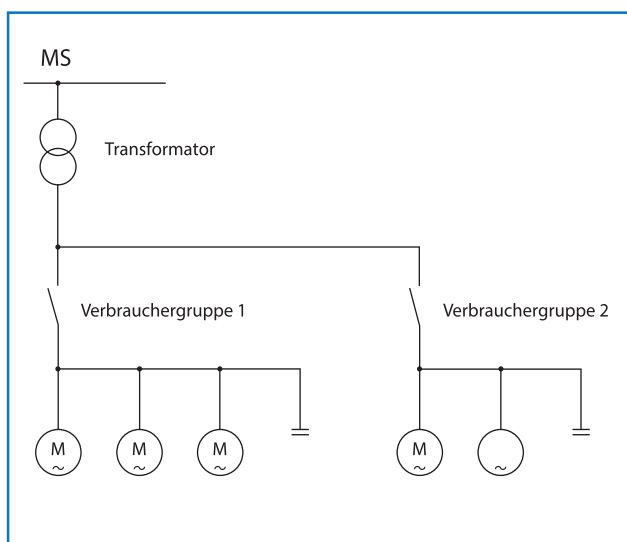 MS
Transformator
Verbrauchergruppe 1
Verbrauchergruppe 2
M
~
M
~
M
~
M
~
~